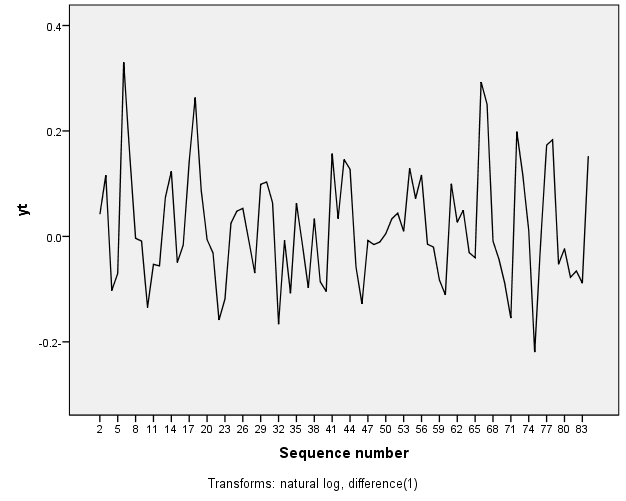 0.4
0.2
0.0
-0.2
yt
2 5 8 11 14 17 20 23 26 29 32 35 38 41 44 47 50 53 56 59 62 65 68 71 74 77 80 83
Sequence number
Transforms: natural log, difference(1)